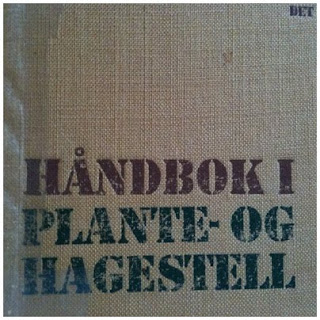 DET
HÅNDBOK I
PLANTE- OG
HAGESTELL